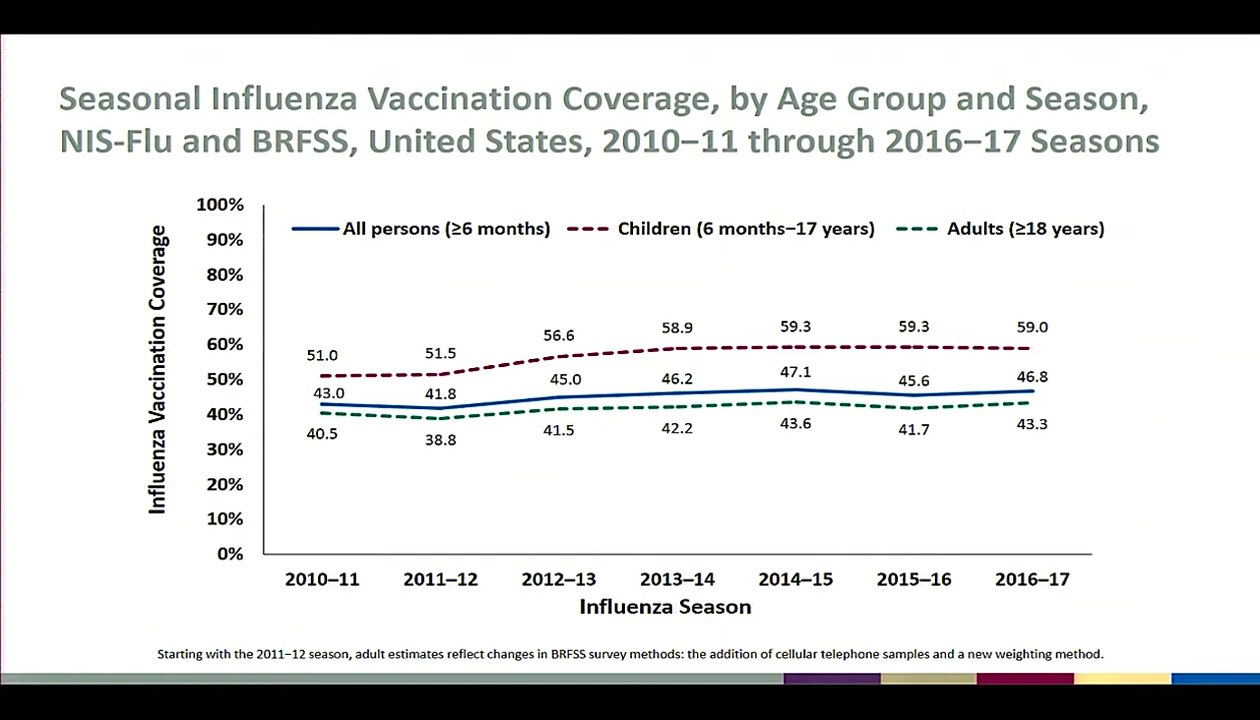 Seasonal Influenza Vaccination Coverage, by Age Group and Season,
NIS-Flu and BRFSS, United States, 2010–11 through 2016–17 Seasons
Influenza Vaccination Coverage
100%
90%
80%
70%
60%
50%
40%
30%
20%
10%
0%
All persons (≥6 months) Children (6 months–17 years) Adults (≥18 years)
51.0 51.5 56.6 58.9 59.3 59.3 59.0
43.0 41.8 45.0 46.2 47.1 45.6 46.8
40.5 38.8 41.5 42.2 43.6 41.7 43.3
2010–11 2011–12 2012–13 2013–14 2014–15 2015–16 2016–17
Influenza Season
Starting with the 2011–12 season, adult estimates reflect changes in BRFSS survey methods: the addition of cellular telephone samples and a new weighting method.